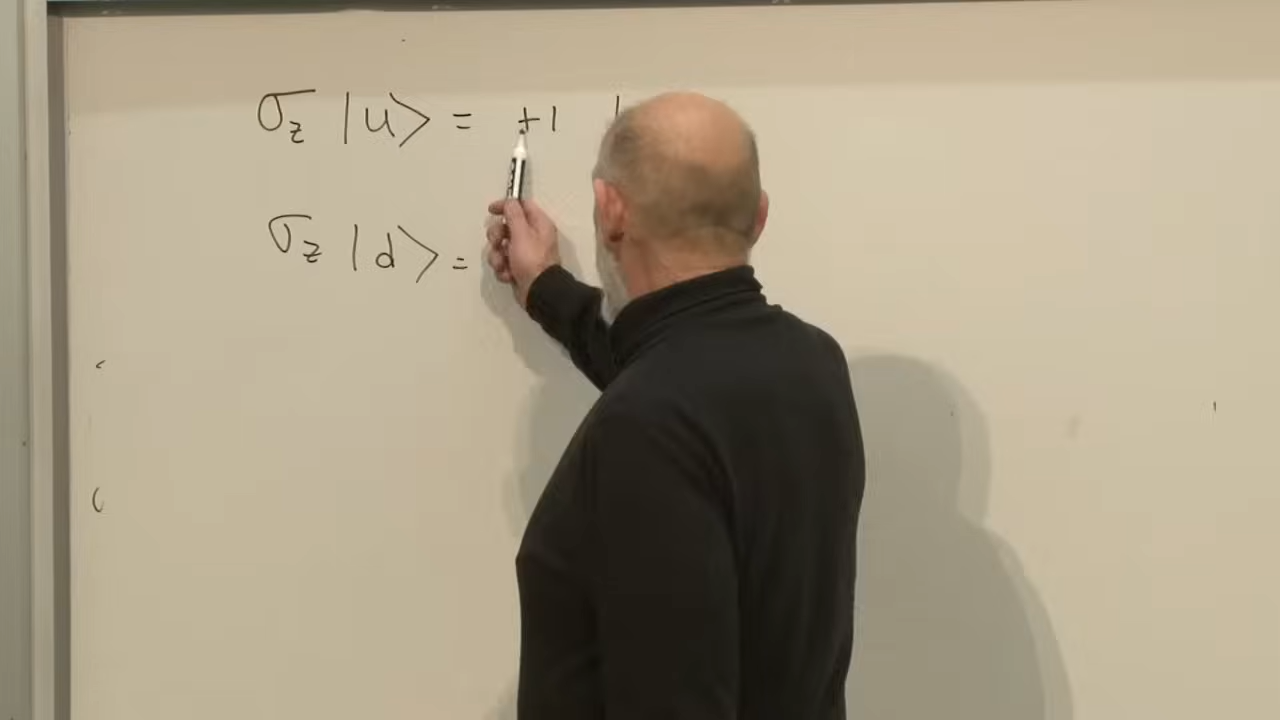 σz |u> = +1 |
σz |d> =